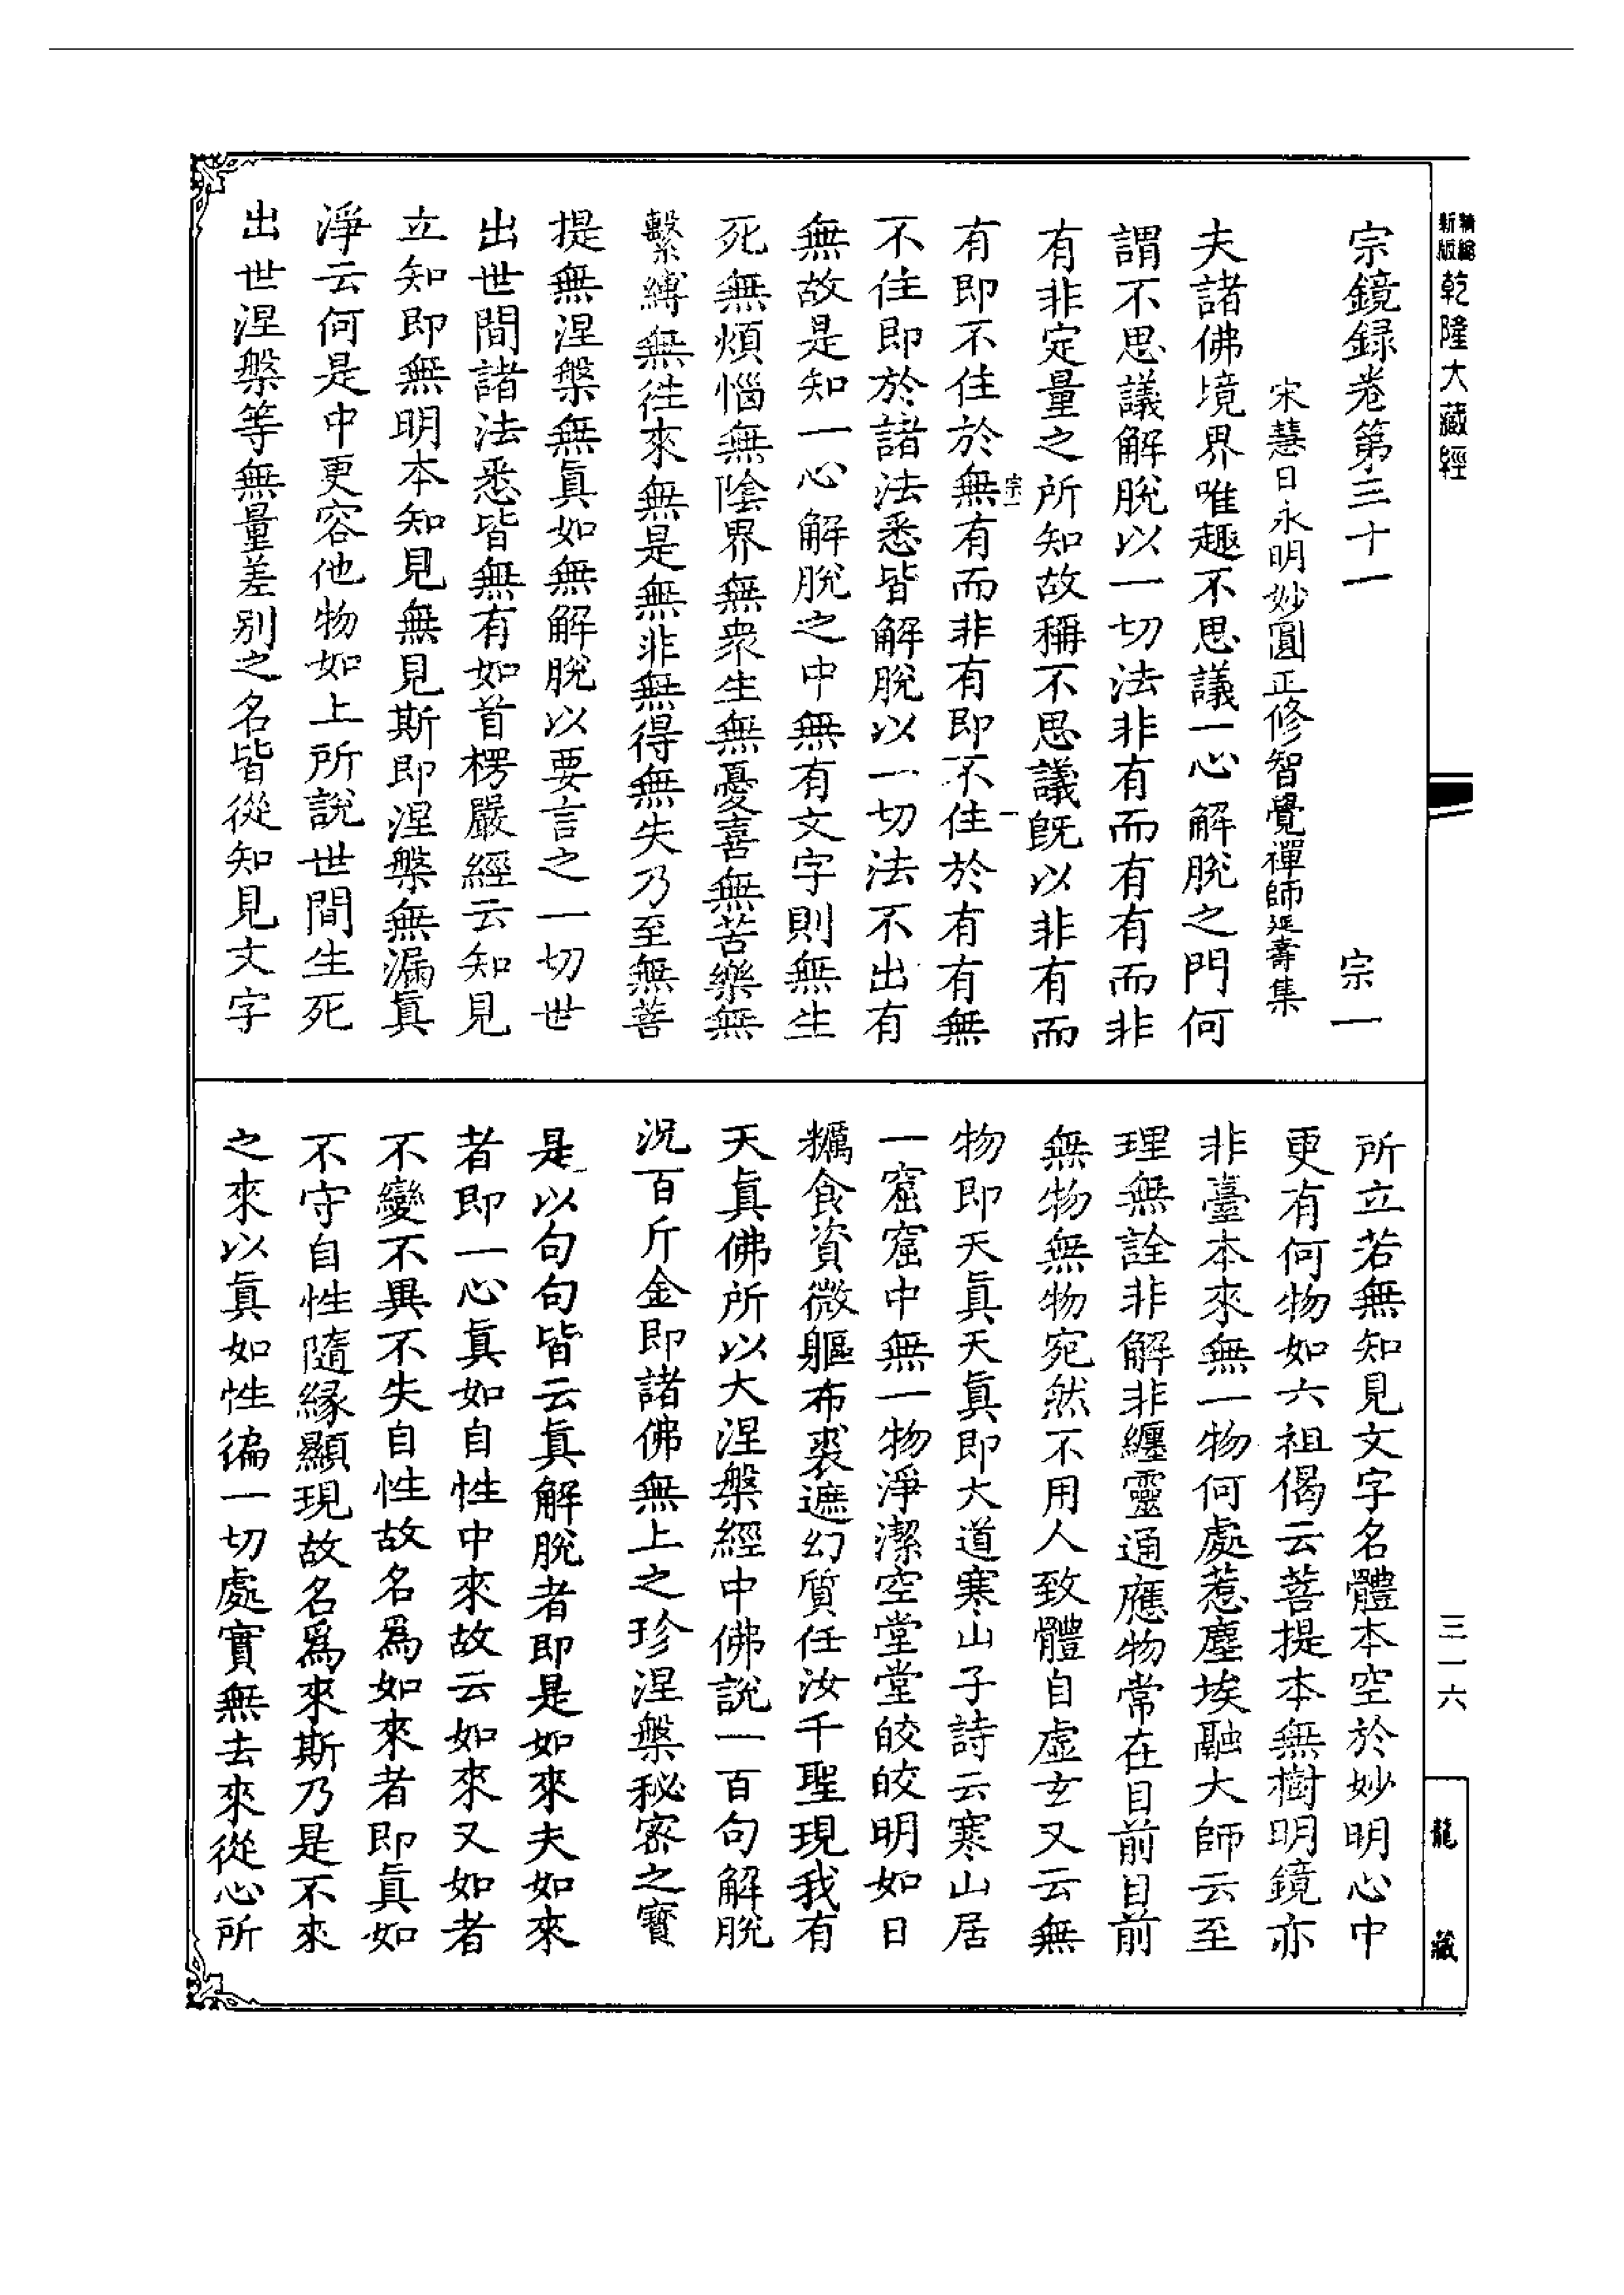 新版精縮
乾隆大藏經
三一六
龍藏
宗鏡録卷第三十一　宗一
宋慧日永明妙圓正修智覺禪師延壽集
夫諸佛境界唯趣不思議一心解脫之門何
謂不思議解脫以一切法非有而有有而非
有非定量之所知故稱不思議旣以非有而
有即不住於無有而非有即不住於有有無
宗一
一
不住即於諸法悉皆解脫以一切法不出有
無故是知一心解脫之中無有文字則無生
死無煩惱無陰界無衆生無憂喜無苦樂無
繫縛無往來無是無非無得無失乃至無菩
提無涅槃無眞如無解脫以要言之一切世
出世間諸法悉皆無有如首楞嚴經云知見
立知即無明本知見無見斯即涅槃無漏眞
淨云何是中更容他物如上所說世間生死
出世涅槃等無量差別之名皆從知見文字
所立若無知見文字名體本空於妙明心中
更有何物如六祖偈云菩提本無樹明鏡亦
非臺本來無一物何處惹塵埃融大師云至
理無詮非解非纏靈通應物常在目前目前
無物無物宛然不用人致體自虛玄又云無
物即天眞天眞即大道寒山子詩云寒山居
一窟窟中無一物淨潔空堂堂皎皎明如日
糲食資微軀布裘遮幻質任汝千聖現我有
天眞佛所以大涅槃經中佛說一百句解脫
況百斤金即諸佛無上之珍涅槃秘密之寳
是以句句皆云眞解脫者即是如來夫如來
者即一心眞如自性中來故云如來又如者
不變不異不失自性故名爲如來者即眞如
不守自性隨緣顯現故名爲來斯乃是不來
之來以眞如性徧一切處實無去來從心所